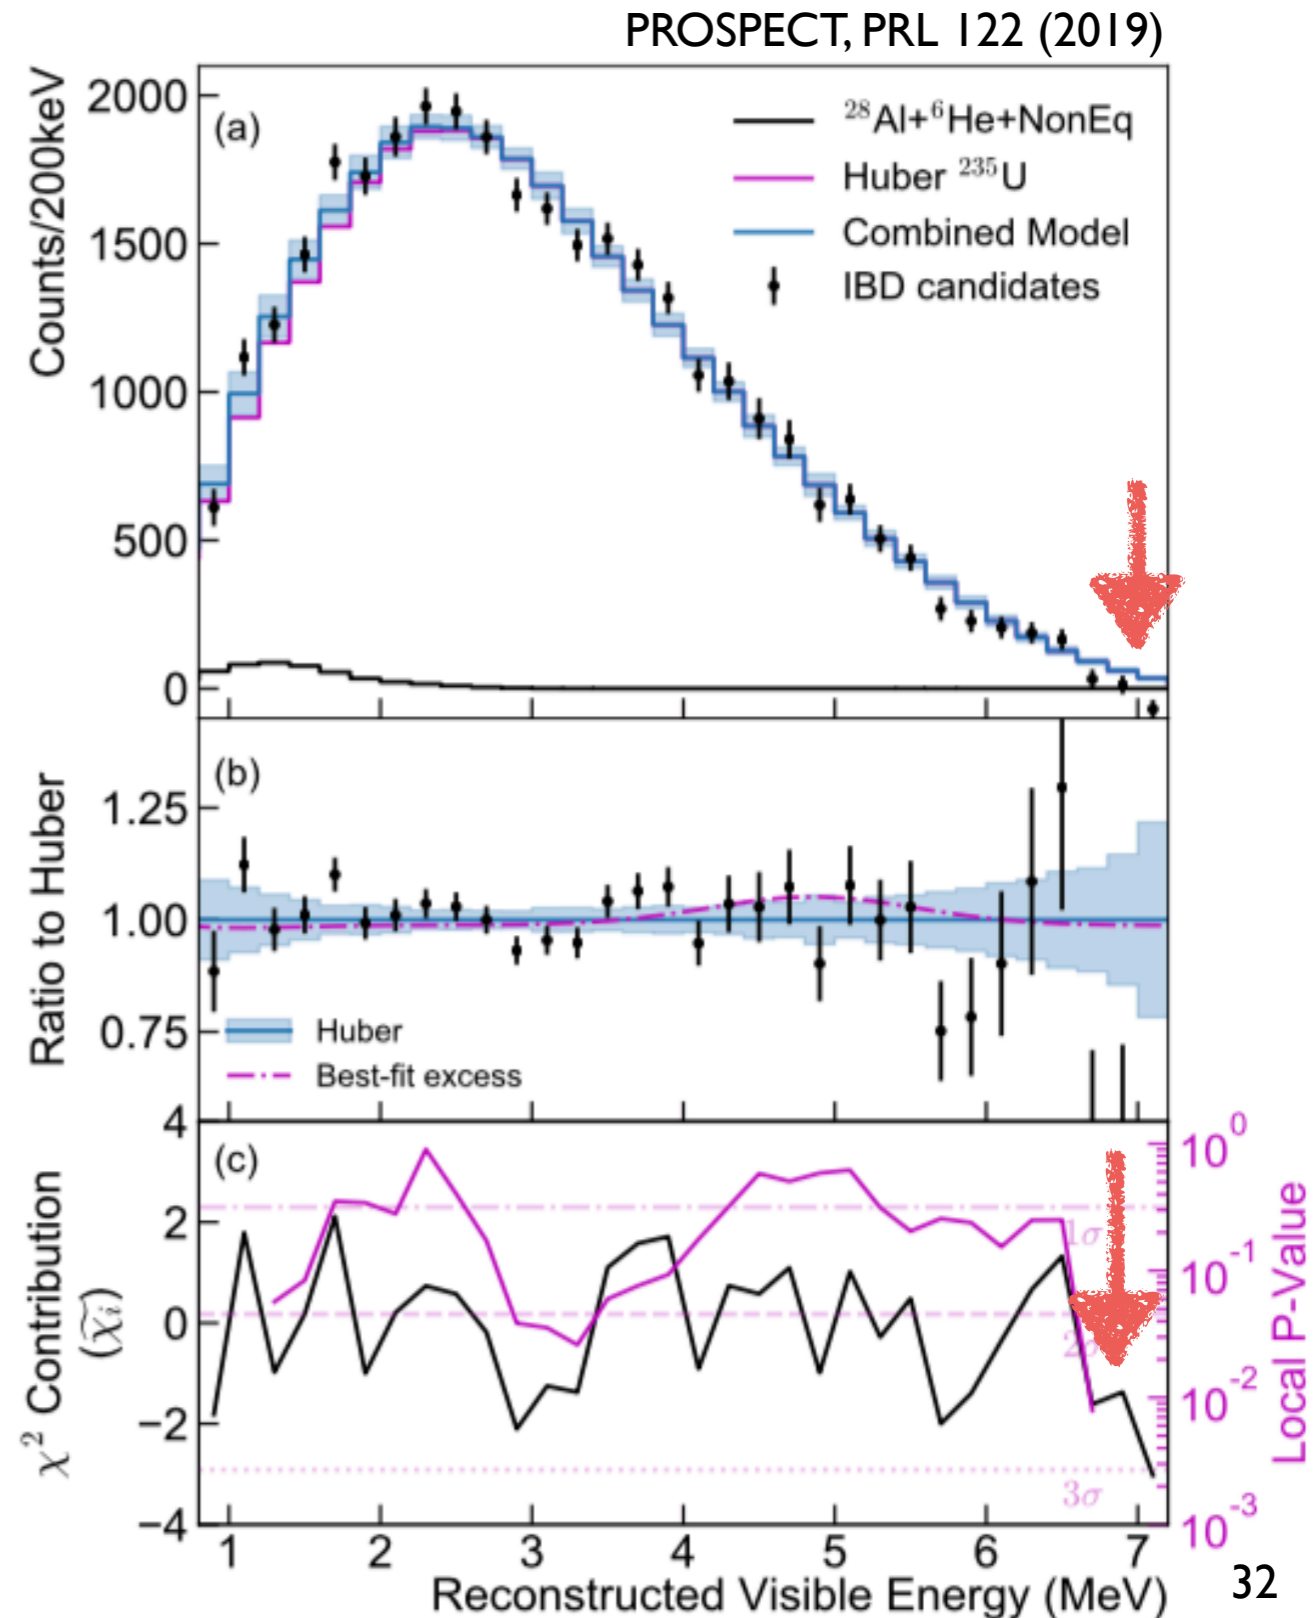 PROSPECT, PRL 122 (2019)
(a)
Counts/200keV
2000
1500
1000
500
0
²⁸Al+⁶He+NonEq
Huber ²³⁵U
Combined Model
IBD candidates
(b)
Ratio to Huber
1.25
1.00
0.75
Huber
Best-fit excess
(c)
χ² Contribution
(χ̃ᵢ)
4
2
0
−2
−4
1σ
2σ
3σ
10⁰
10⁻¹
10⁻²
10⁻³
Local P-Value
1 2 3 4 5 6 7
Reconstructed Visible Energy (MeV)
32